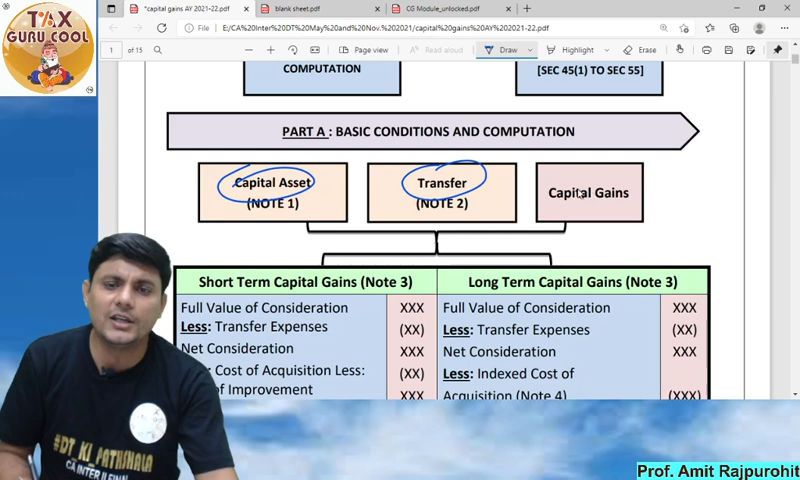 TAX
GURU COOL
*capital gains AY 2021-22.pdf
blank sheet.pdf
CG Module_unlocked.pdf
File
E:/CA%20Inter%20DT%20May%20and%20Nov.%202021/capital%20gains%20AY%202021-22.pdf
1 of 15
Page view
Read aloud
Draw
Highlight
Erase
COMPUTATION
[SEC 45(1) TO SEC 55]
PART A : BASIC CONDITIONS AND COMPUTATION
Capital Asset
(NOTE 1)
Transfer
(NOTE 2)
Capital Gains
Short Term Capital Gains (Note 3)
Full Value of Consideration XXX
Less: Transfer Expenses (XX)
Net Consideration XXX
Cost of Acquisition Less: (XX)
of Improvement XXX
Long Term Capital Gains (Note 3)
Full Value of Consideration XXX
Less: Transfer Expenses (XX)
Net Consideration XXX
Less: Indexed Cost of
Acquisition (Note 4) (XXX)
#DT KI PATHSHALA
CA INTER II FINAL
Prof. Amit Rajpurohit